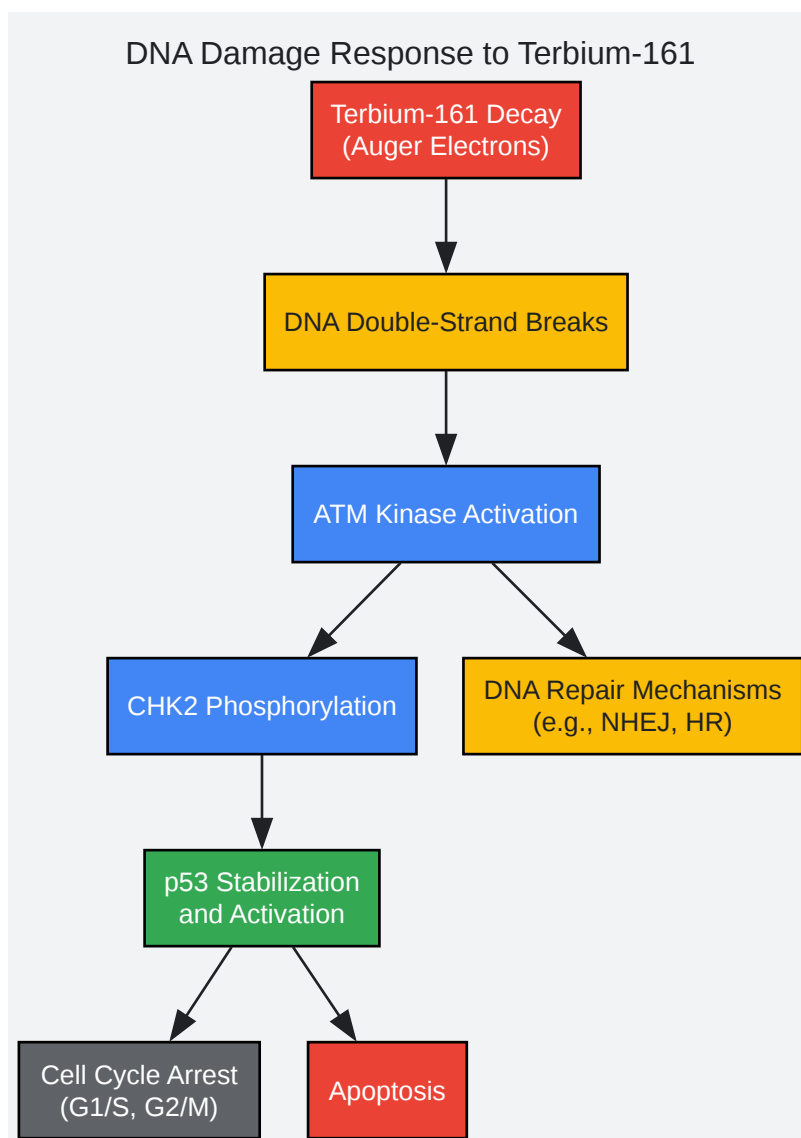 DNA Damage Response to Terbium-161
Terbium-161 Decay
(Auger Electrons)
DNA Double-Strand Breaks
ATM Kinase Activation
CHK2 Phosphorylation
DNA Repair Mechanisms
(e.g., NHEJ, HR)
p53 Stabilization
and Activation
Cell Cycle Arrest
(G1/S, G2/M)
Apoptosis